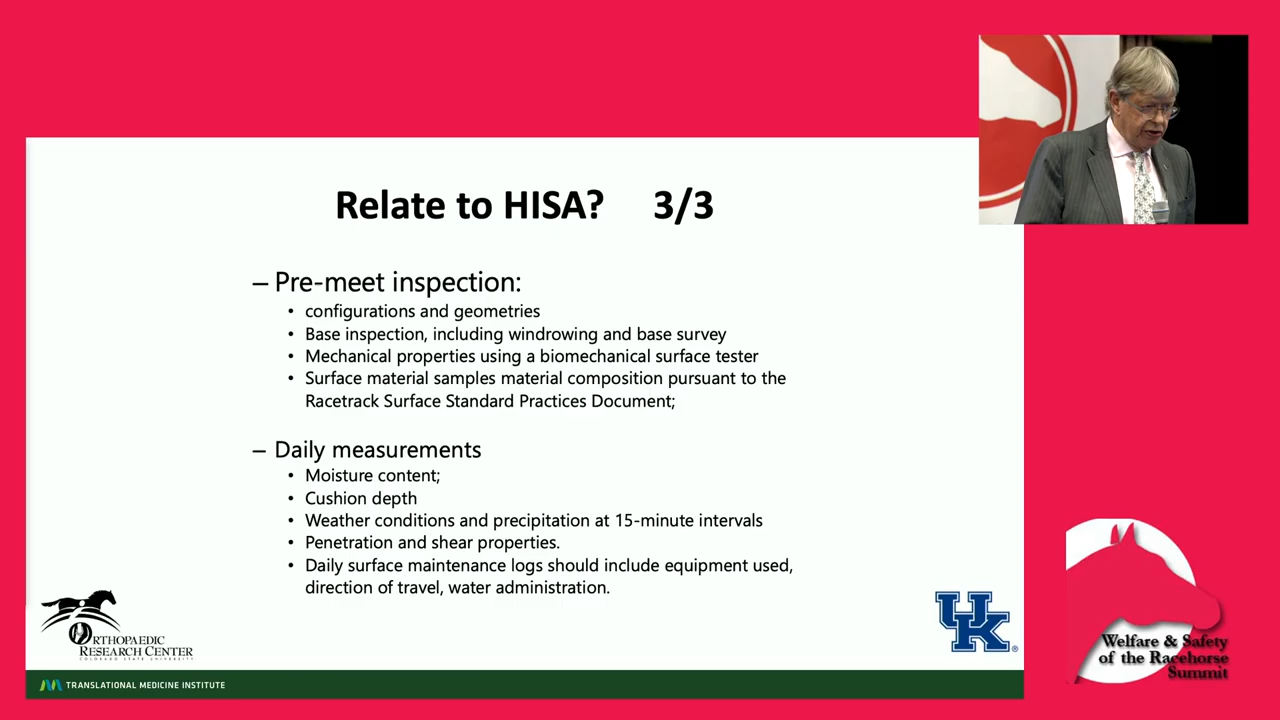 Relate to HISA? 3/3
– Pre-meet inspection:
• configurations and geometries
• Base inspection, including windrowing and base survey
• Mechanical properties using a biomechanical surface tester
• Surface material samples material composition pursuant to the
Racetrack Surface Standard Practices Document;
– Daily measurements
• Moisture content;
• Cushion depth
• Weather conditions and precipitation at 15-minute intervals
• Penetration and shear properties.
• Daily surface maintenance logs should include equipment used,
direction of travel, water administration.
ORTHOPAEDIC
RESEARCH CENTER
COLORADO STATE UNIVERSITY
UK
TRANSLATIONAL MEDICINE INSTITUTE
Welfare & Safety
of the Racehorse
Summit